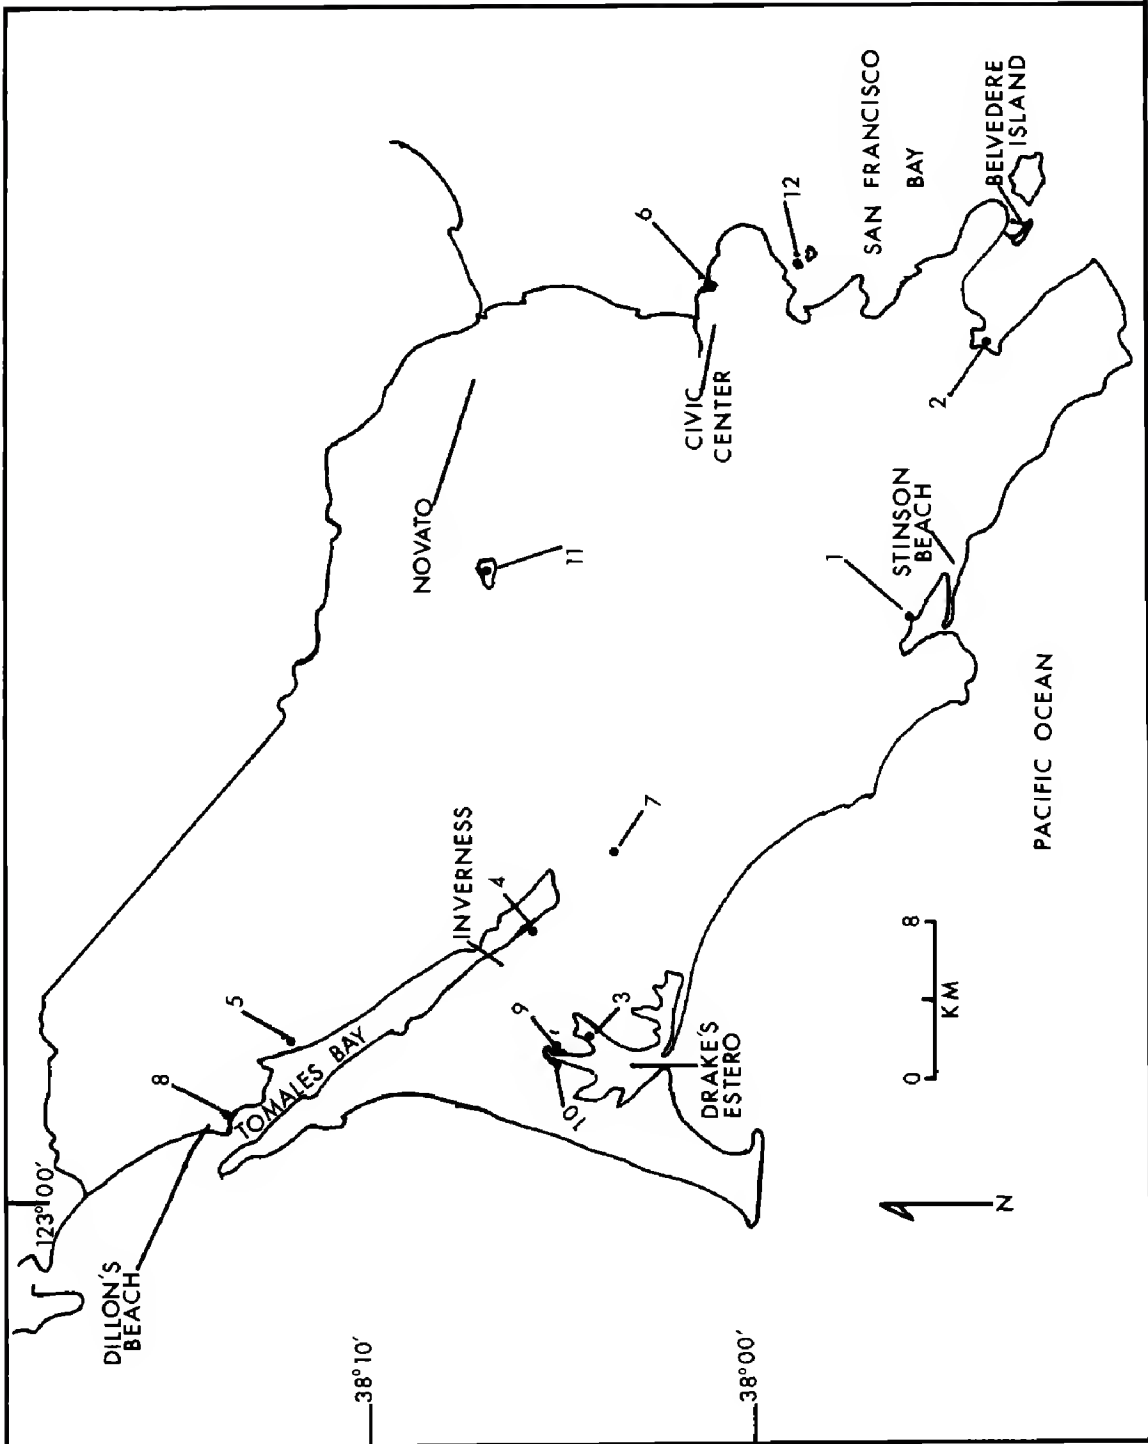 123°00'
DILLON'S
BEACH
8
5
TOMALES BAY
38°10'
INVERNESS
4
7
9
10
3
DRAKE'S
ESTERO
38°00'
0
8
KM
N
NOVATO
11
CIVIC
CENTER
6
12
SAN FRANCISCO
BAY
BELVEDERE
ISLAND
2
STINSON
BEACH
1
PACIFIC OCEAN